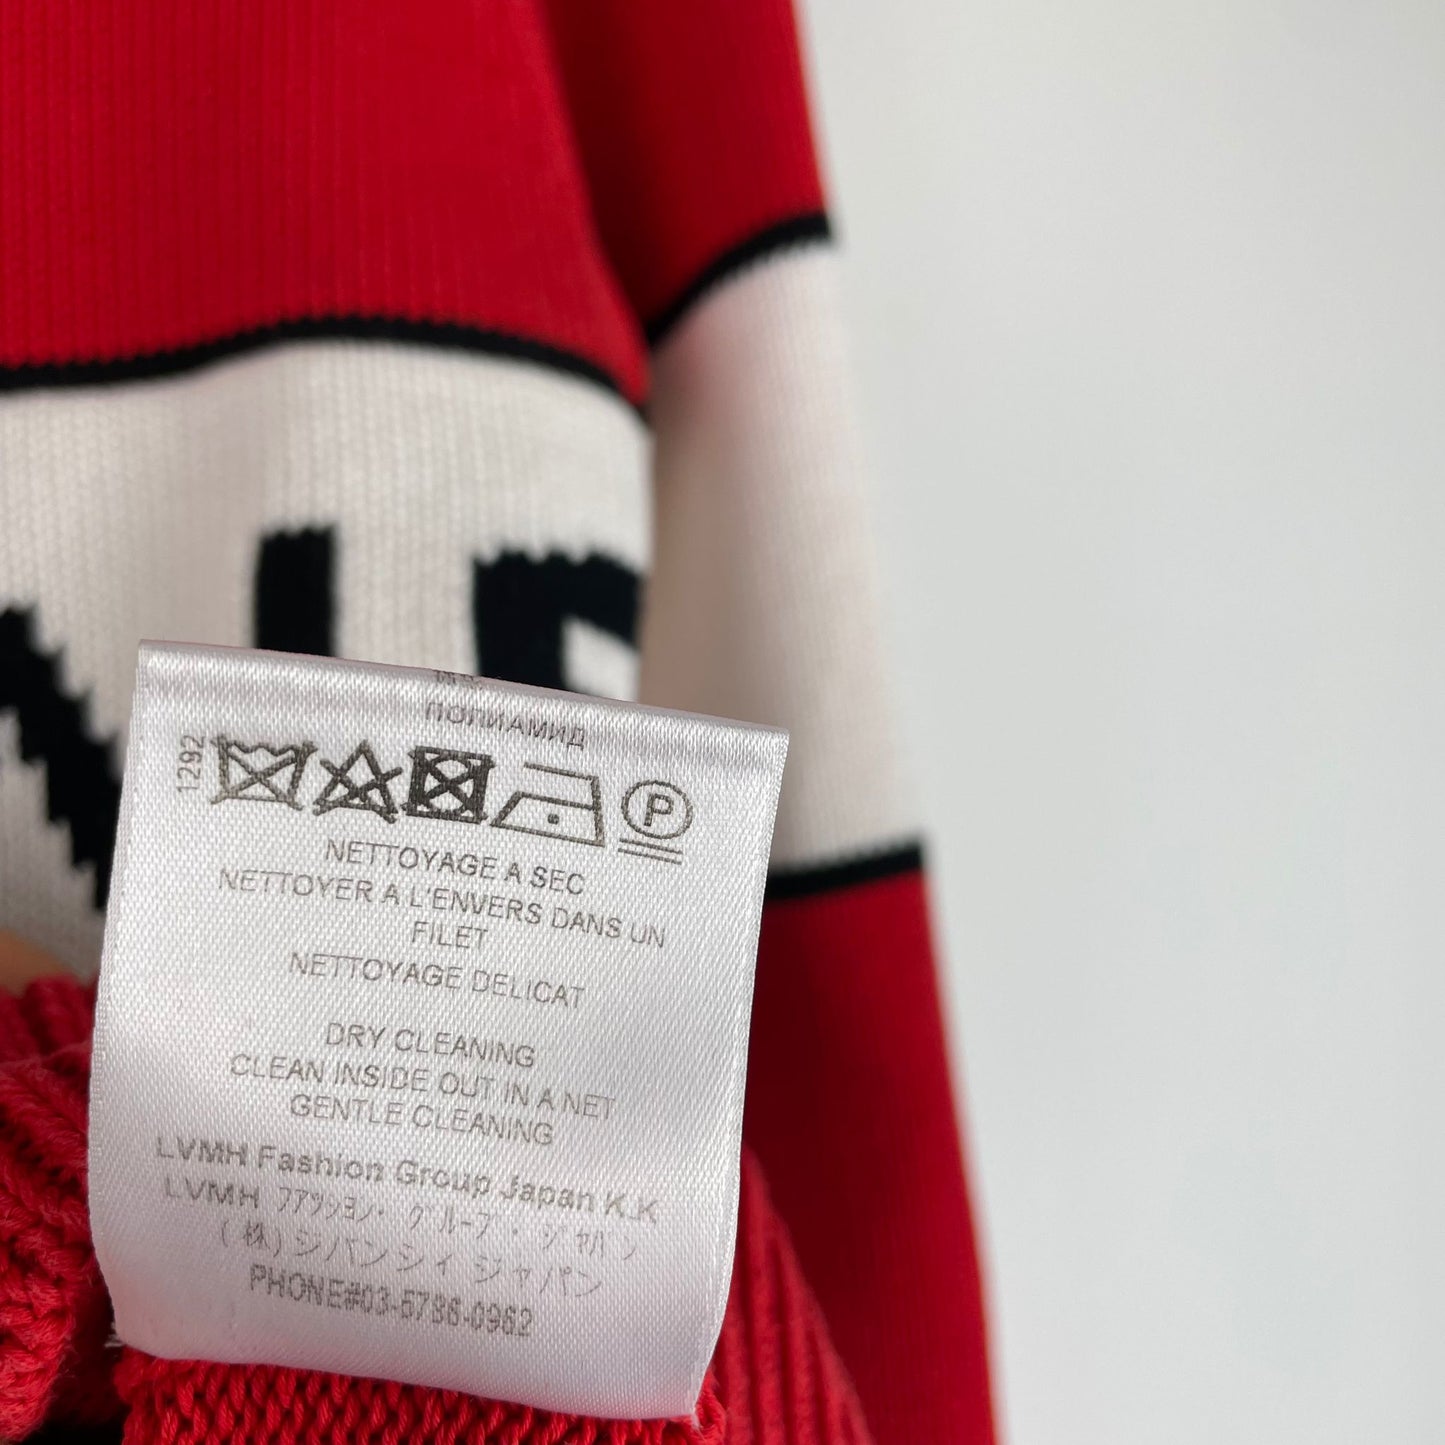 ПОЛИАМИД
1292
P
NETTOYAGE A SEC
NETTOYER A L'ENVERS DANS UN
FILET
NETTOYAGE DELICAT
DRY CLEANING
CLEAN INSIDE OUT IN A NET
GENTLE CLEANING
LVMH Fashion Group Japan K.K
LVMH ファッション・グループ・ジャパン
(株)ジバンシィ ジャパン
PHONE#03-5786-0962